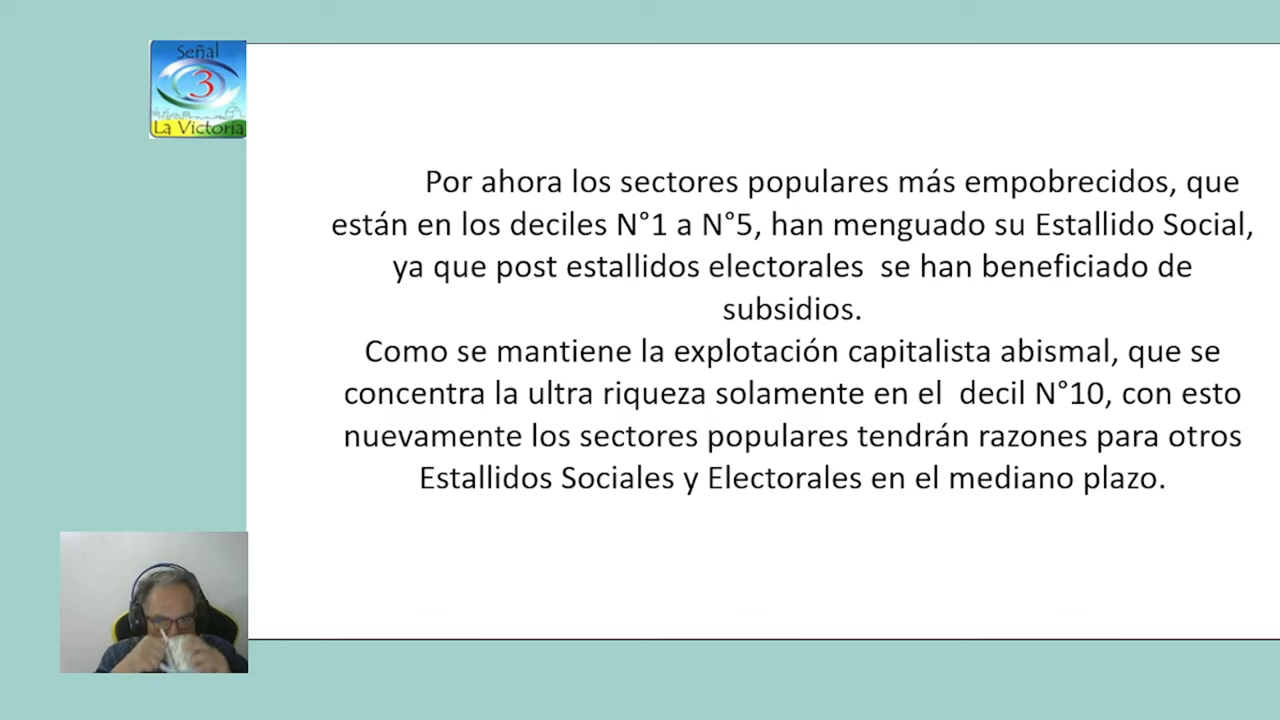 Señal
3
La Victoria
Por ahora los sectores populares más empobrecidos, que
están en los deciles N°1 a N°5, han menguado su Estallido Social,
ya que post estallidos electorales se han beneficiado de
subsidios.
Como se mantiene la explotación capitalista abismal, que se
concentra la ultra riqueza solamente en el decil N°10, con esto
nuevamente los sectores populares tendrán razones para otros
Estallidos Sociales y Electorales en el mediano plazo.